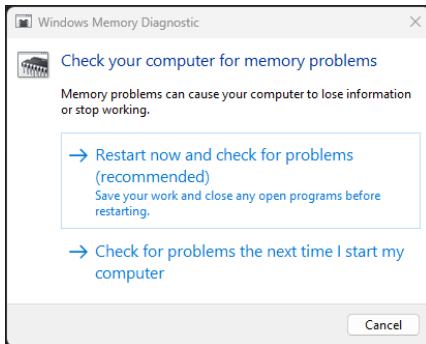 Windows Memory Diagnostic
Check your computer for memory problems
Memory problems can cause your computer to lose information
or stop working.
Restart now and check for problems
(recommended)
Save your work and close any open programs before
restarting.
Check for problems the next time I start my
computer
Cancel